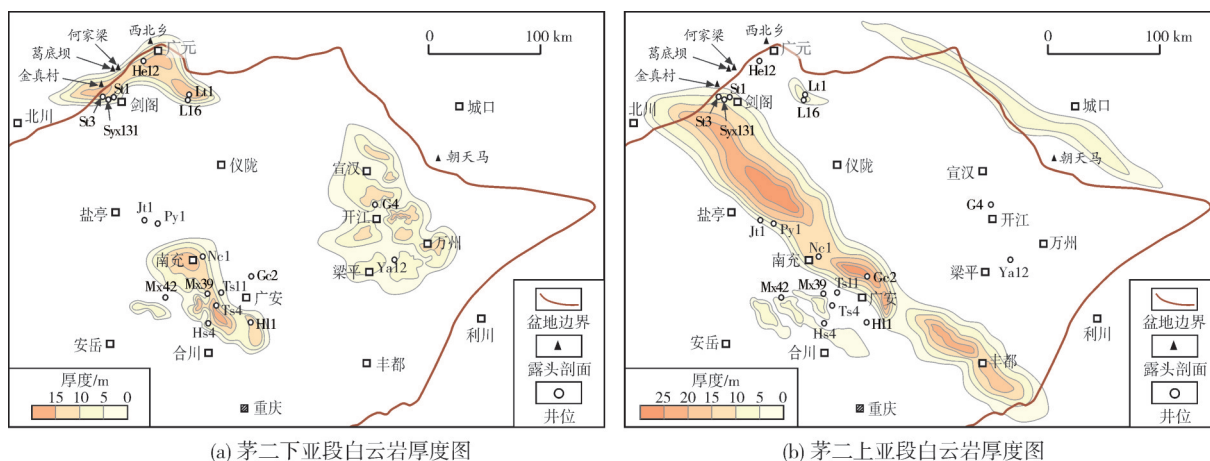 西北乡
何家梁
广元
葛底坝
He12
金真村
St1
Lt1
北川
剑阁
L16
St3
Syx131
0 100 km
城口
仪陇
宣汉
朝天马
盐亭
Jt1
Py1
G4
开江
万州
南充
Nc1
Gc2
梁平
Ya12
Mx42
Mx39
Ts11
广安
Ts4
Hs4
Hl1
利川
安岳
合川
丰都
重庆
厚度/m
15 10 5 0
盆地边界
露头剖面
井位
(a) 茅二下亚段白云岩厚度图
西北乡
何家梁
广元
葛底坝
He12
金真村
St1
Lt1
北川
剑阁
L16
St3
Syx131
0 100 km
城口
仪陇
宣汉
朝天马
盐亭
Jt1
Py1
G4
开江
万州
南充
Nc1
Gc2
梁平
Ya12
Mx42
Mx39
Ts11
广安
Ts4
Hs4
Hl1
利川
安岳
合川
丰都
重庆
厚度/m
25 20 15 10 5 0
盆地边界
露头剖面
井位
(b) 茅二上亚段白云岩厚度图